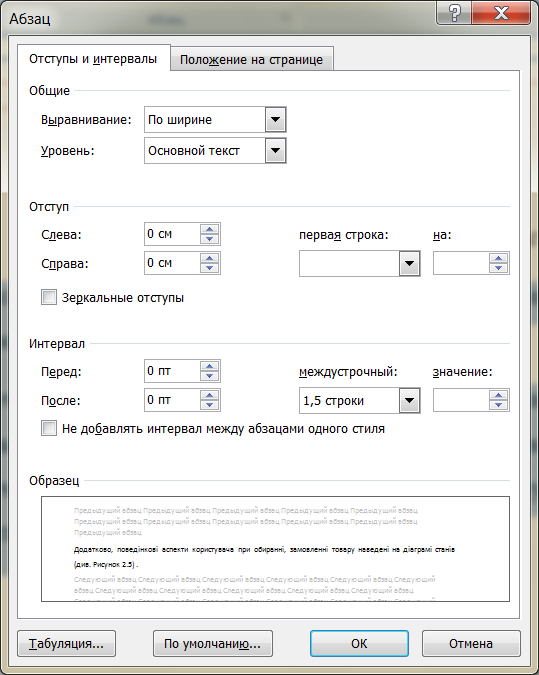 Абзац
Отступы и интервалы Положение на странице
Общие
Выравнивание: По ширине
Уровень: Основной текст
Отступ
Слева: 0 см первая строка: на:
Справа: 0 см
Зеркальные отступы
Интервал
Перед: 0 пт междустрочный: значение:
После: 0 пт 1,5 строки
Не добавлять интервал между абзацами одного стиля
Образец
Предыдущий абзац Предыдущий абзац Предыдущий абзац Предыдущий абзац Предыдущий абзац
Предыдущий абзац Предыдущий абзац Предыдущий абзац Предыдущий абзац Предыдущий абзац
Предыдущий абзац
Додатково, поведінкові аспекти користувача при обиранні, замовленні товару наведені на діаграмі станів
(див. Рисунок 2.5) .
Следующий абзац Следующий абзац Следующий абзац Следующий абзац Следующий
абзац Следующий абзац Следующий абзац Следующий абзац Следующий абзац Следующий
абзац Следующий абзац Следующий абзац Следующий абзац Следующий абзац Следующий
Табуляция... По умолчанию... ОК Отмена